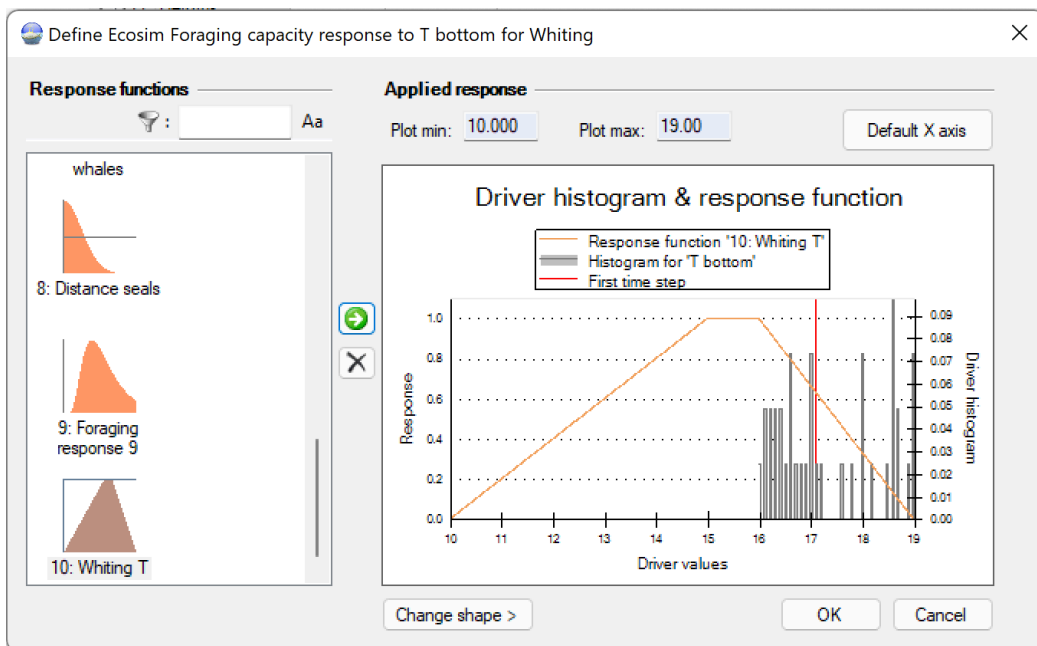 Define Ecosim Foraging capacity response to T bottom for Whiting
Response functions
: Aa
whales
8: Distance seals
9: Foraging
response 9
10: Whiting T
Applied response
Plot min: 10.000 Plot max: 19.00 Default X axis
Driver histogram & response function
Response function '10: Whiting T'
Histogram for 'T bottom'
First time step
Response
1.0
0.8
0.6
0.4
0.2
0.0
10 11 12 13 14 15 16 17 18 19
Driver values
0.09
0.08
0.07
0.06
0.05
0.04
0.03
0.02
0.01
0.00
Driver histogram
Change shape > OK Cancel